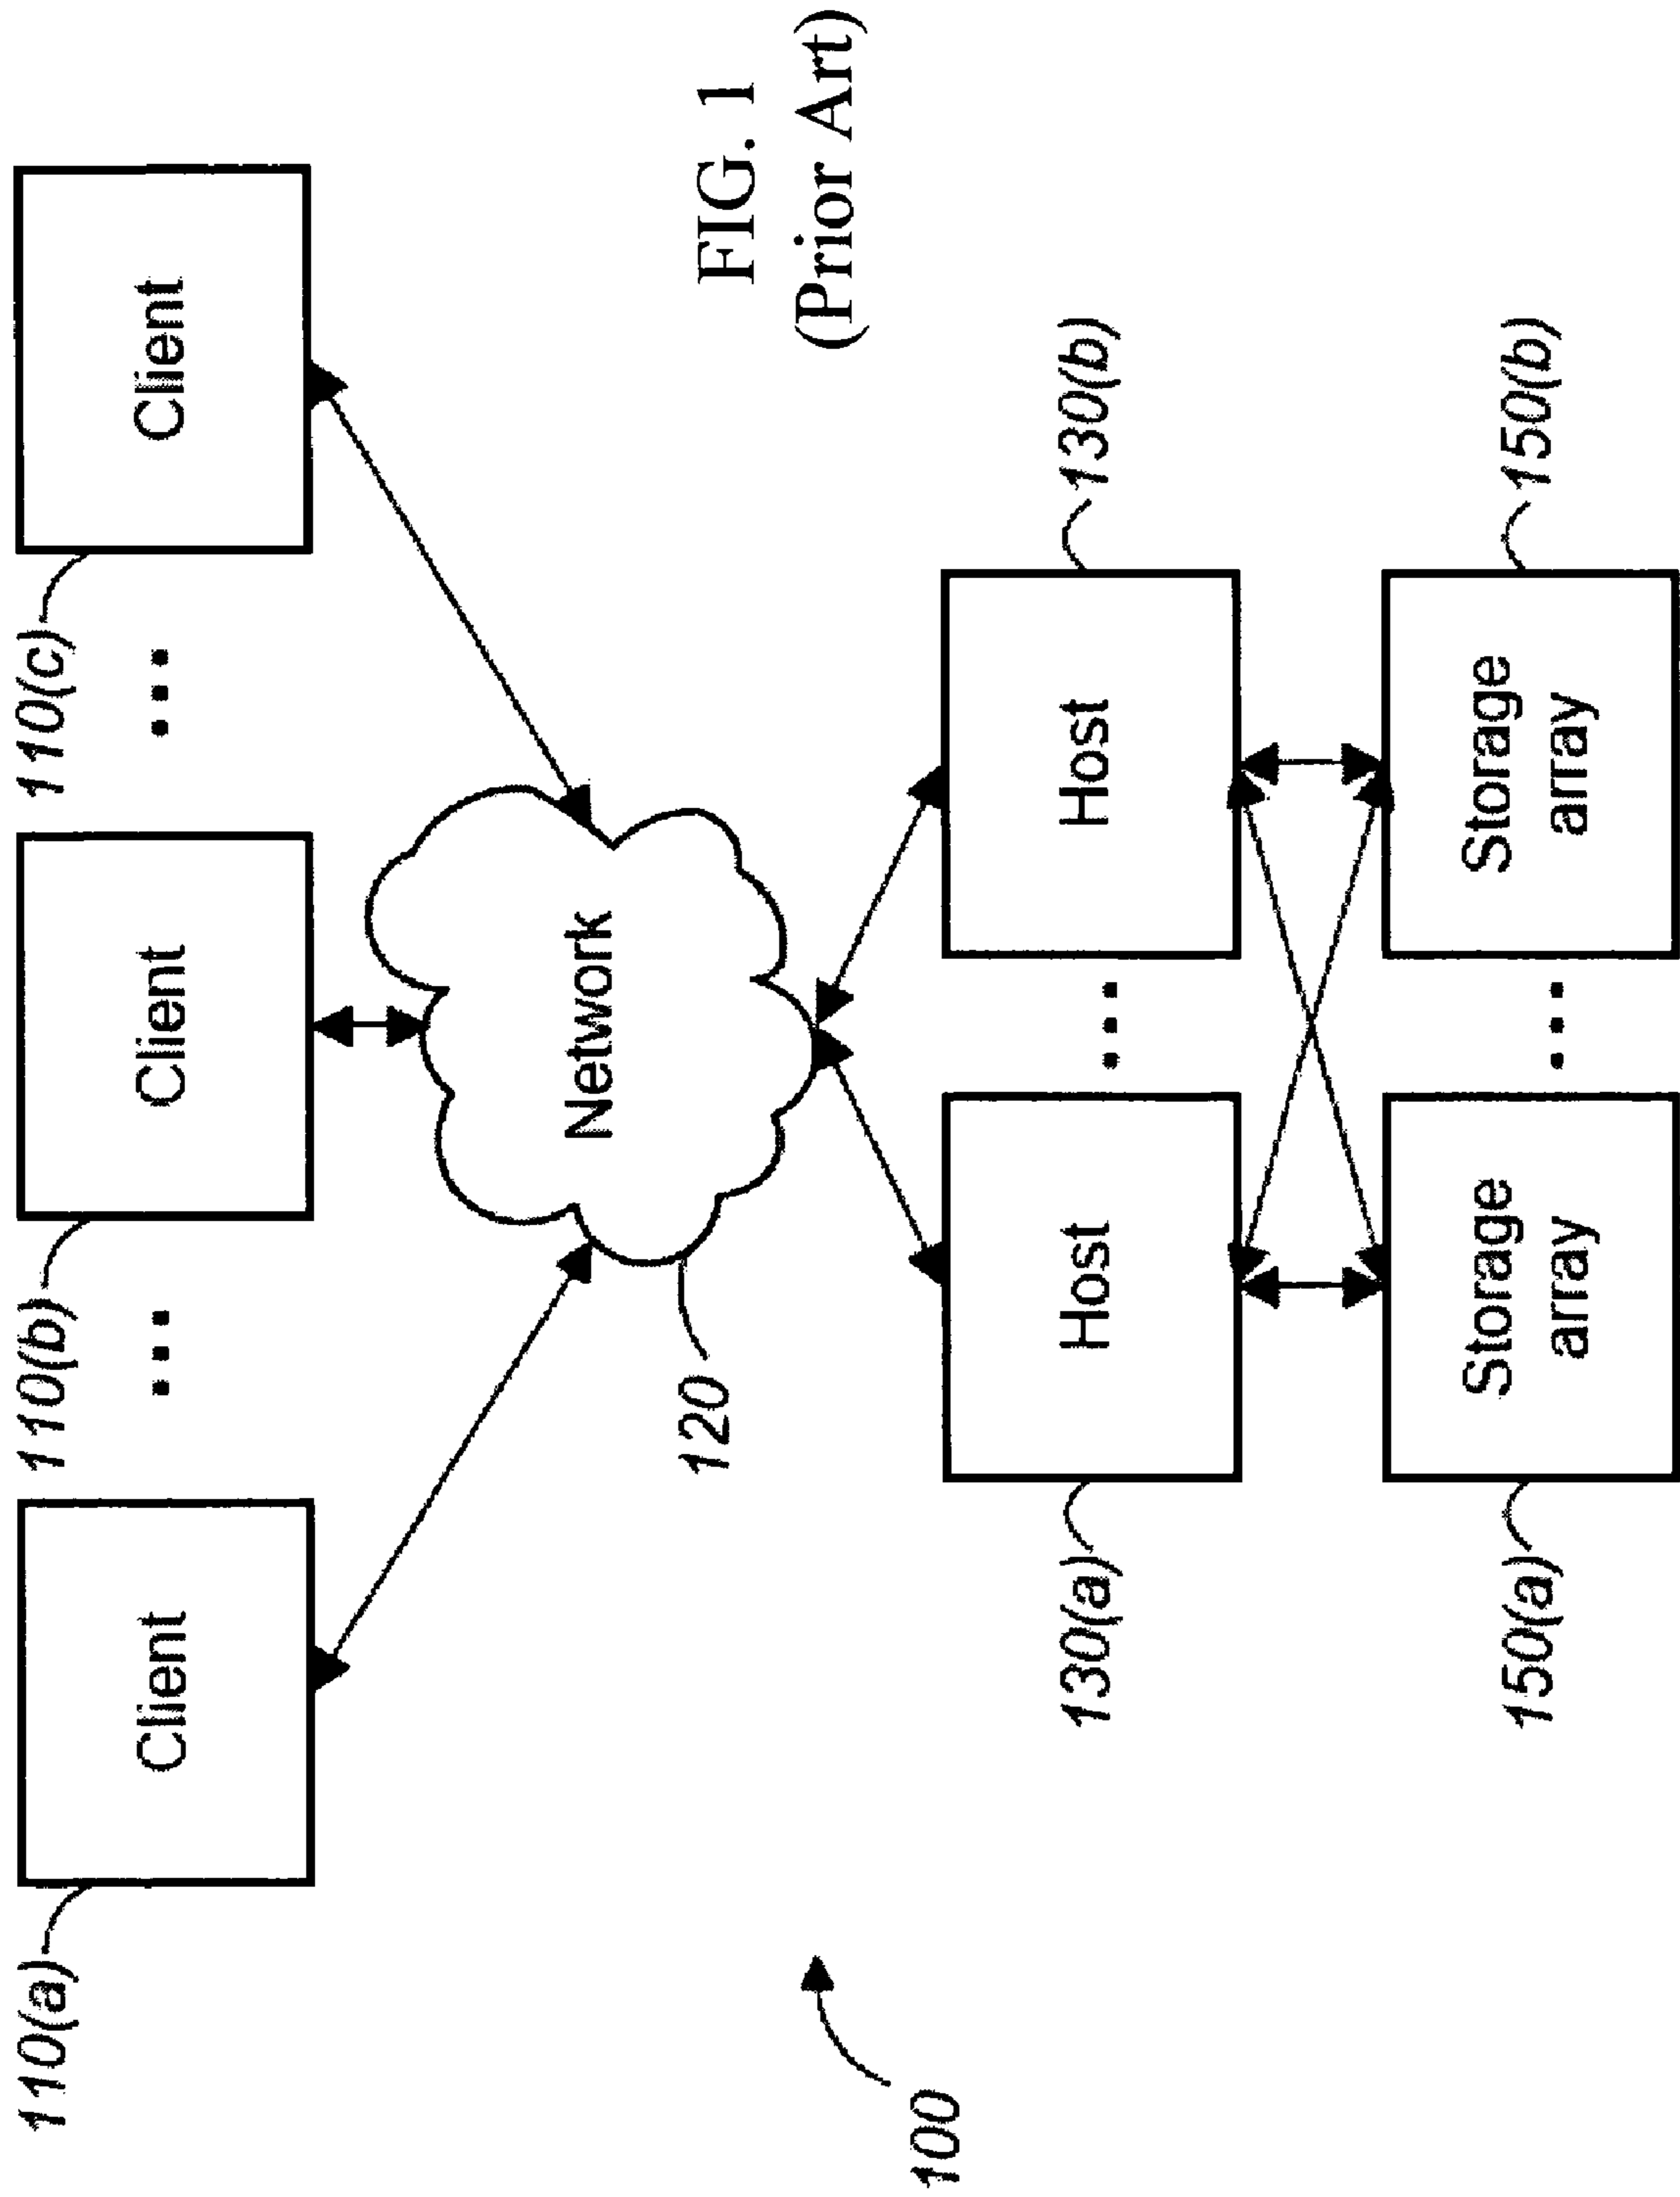 110(a)
Client
...
110(b)
Client
...
110(c)
Client
120
Network
100
130(a)
Host
...
Host
130(b)
150(a)
Storage
array
...
Storage
array
150(b)
FIG. 1
(Prior Art)